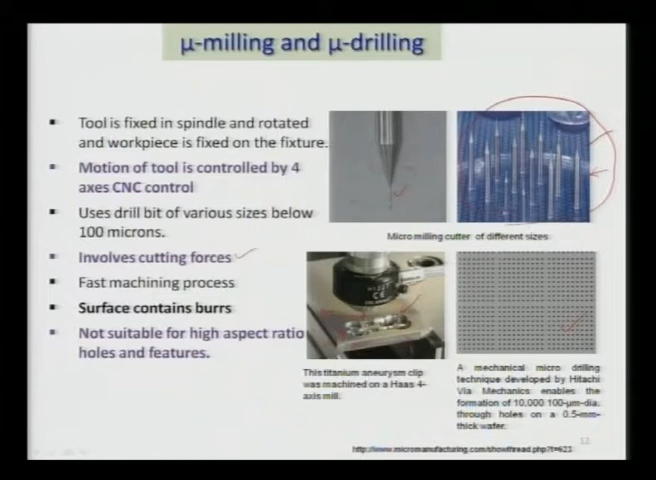 μ-milling and μ-drilling
Tool is fixed in spindle and rotated
and workpiece is fixed on the fixture.
Motion of tool is controlled by 4
axes CNC control
Uses drill bit of various sizes below
100 microns.
Involves cutting forces
Fast machining process
Surface contains burrs
Not suitable for high aspect ratio
holes and features.
Micro milling cutter of different sizes
This titanium aneurysm clip
was machined on a Haas 4-
axis mill.
A mechanical micro drilling
technique developed by Hitachi
Via Mechanics enables the
formation of 10,000 100-μm-dia.
through holes on a 0.5-mm-
thick wafer.
12
http://www.micromanufacturing.com/showthread.php?t=623